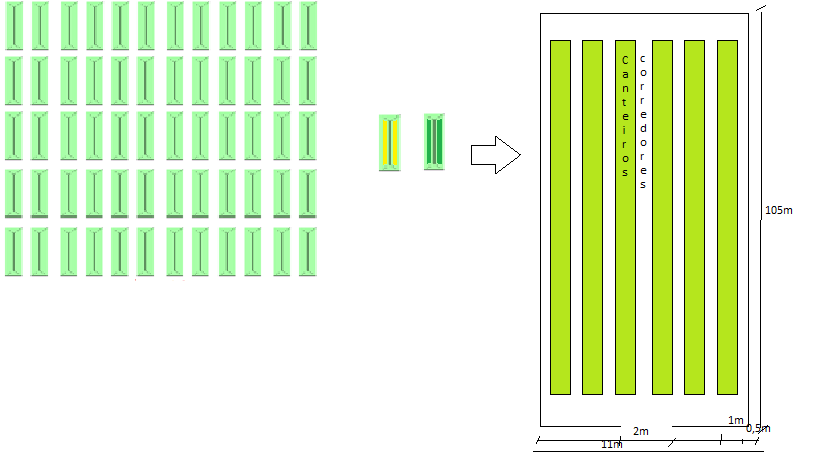 Canteiros
corredores
105m
1m
0,5m
2m
11m